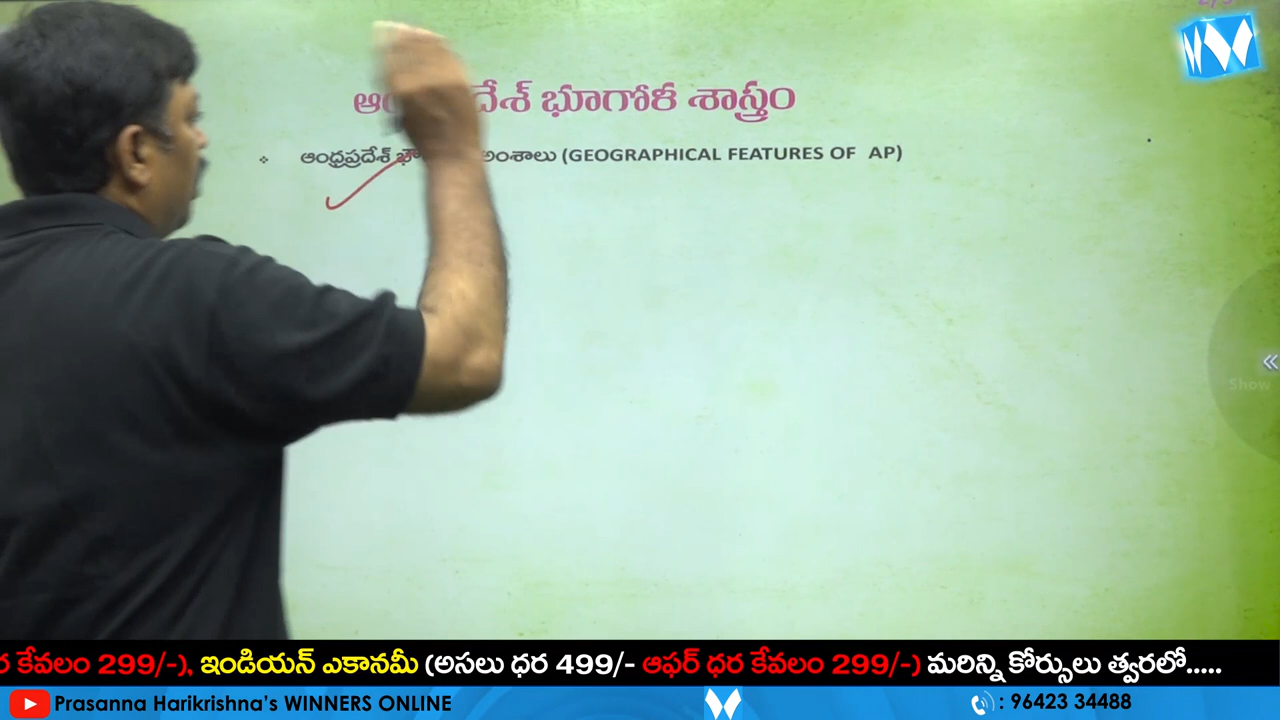 దేశ్ భూగోళ శాస్త్రం
ఆంధ్రప్రదేశ్ అంశాలు (GEOGRAPHICAL FEATURES OF AP)
Show
కేవలం 299/-), ఇండియన్ ఎకానమీ (అసలు ధర 499/- ఆఫర్ ధర కేవలం 299/-) మరిన్ని కోర్సులు త్వరలో.....
Prasanna Harikrishna's WINNERS ONLINE
: 96423 34488